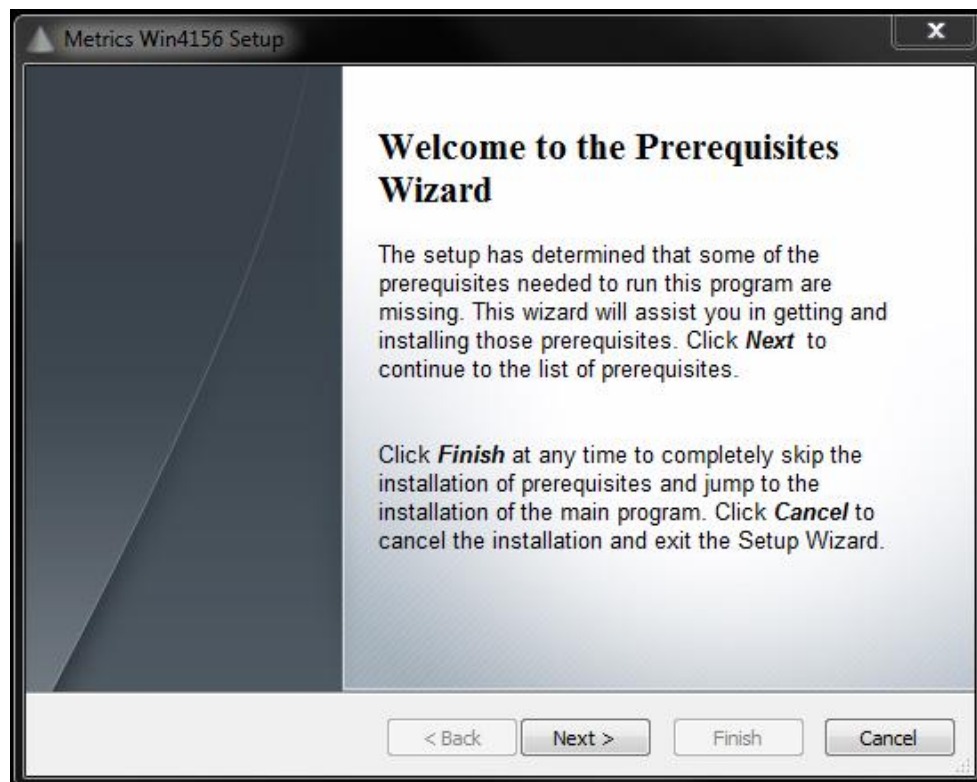 Metrics Win4156 Setup
Welcome to the Prerequisites
Wizard
The setup has determined that some of the
prerequisites needed to run this program are
missing. This wizard will assist you in getting and
installing those prerequisites. Click Next to
continue to the list of prerequisites.
Click Finish at any time to completely skip the
installation of prerequisites and jump to the
installation of the main program. Click Cancel to
cancel the installation and exit the Setup Wizard.
< Back Next > Finish Cancel